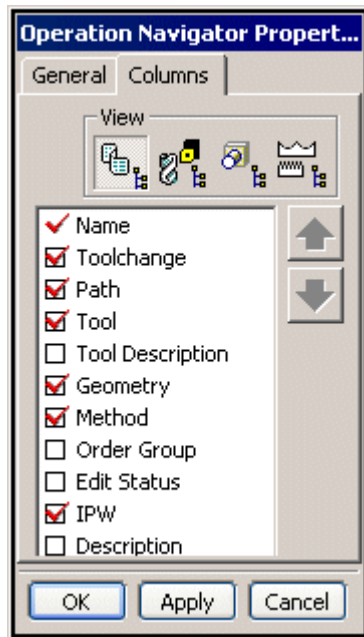 Operation Navigator Propert...
General Columns
View
Name
Toolchange
Path
Tool
Tool Description
Geometry
Method
Order Group
Edit Status
IPW
Description
OK Apply Cancel